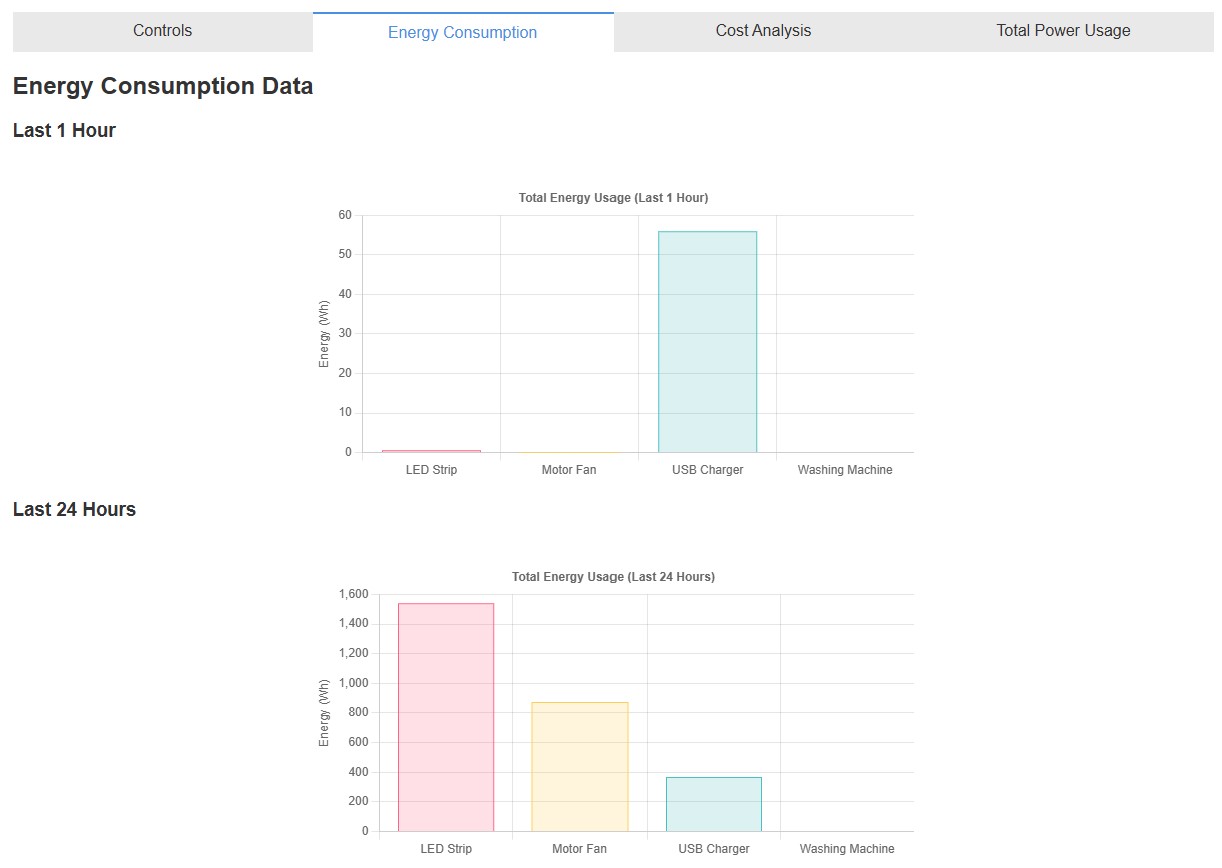 Controls
Energy Consumption
Cost Analysis
Total Power Usage
Energy Consumption Data
Last 1 Hour
Total Energy Usage (Last 1 Hour)
Energy (Wh)
60
50
40
30
20
10
0
LED Strip
Motor Fan
USB Charger
Washing Machine
Last 24 Hours
Total Energy Usage (Last 24 Hours)
Energy (Wh)
1,600
1,400
1,200
1,000
800
600
400
200
0
LED Strip
Motor Fan
USB Charger
Washing Machine